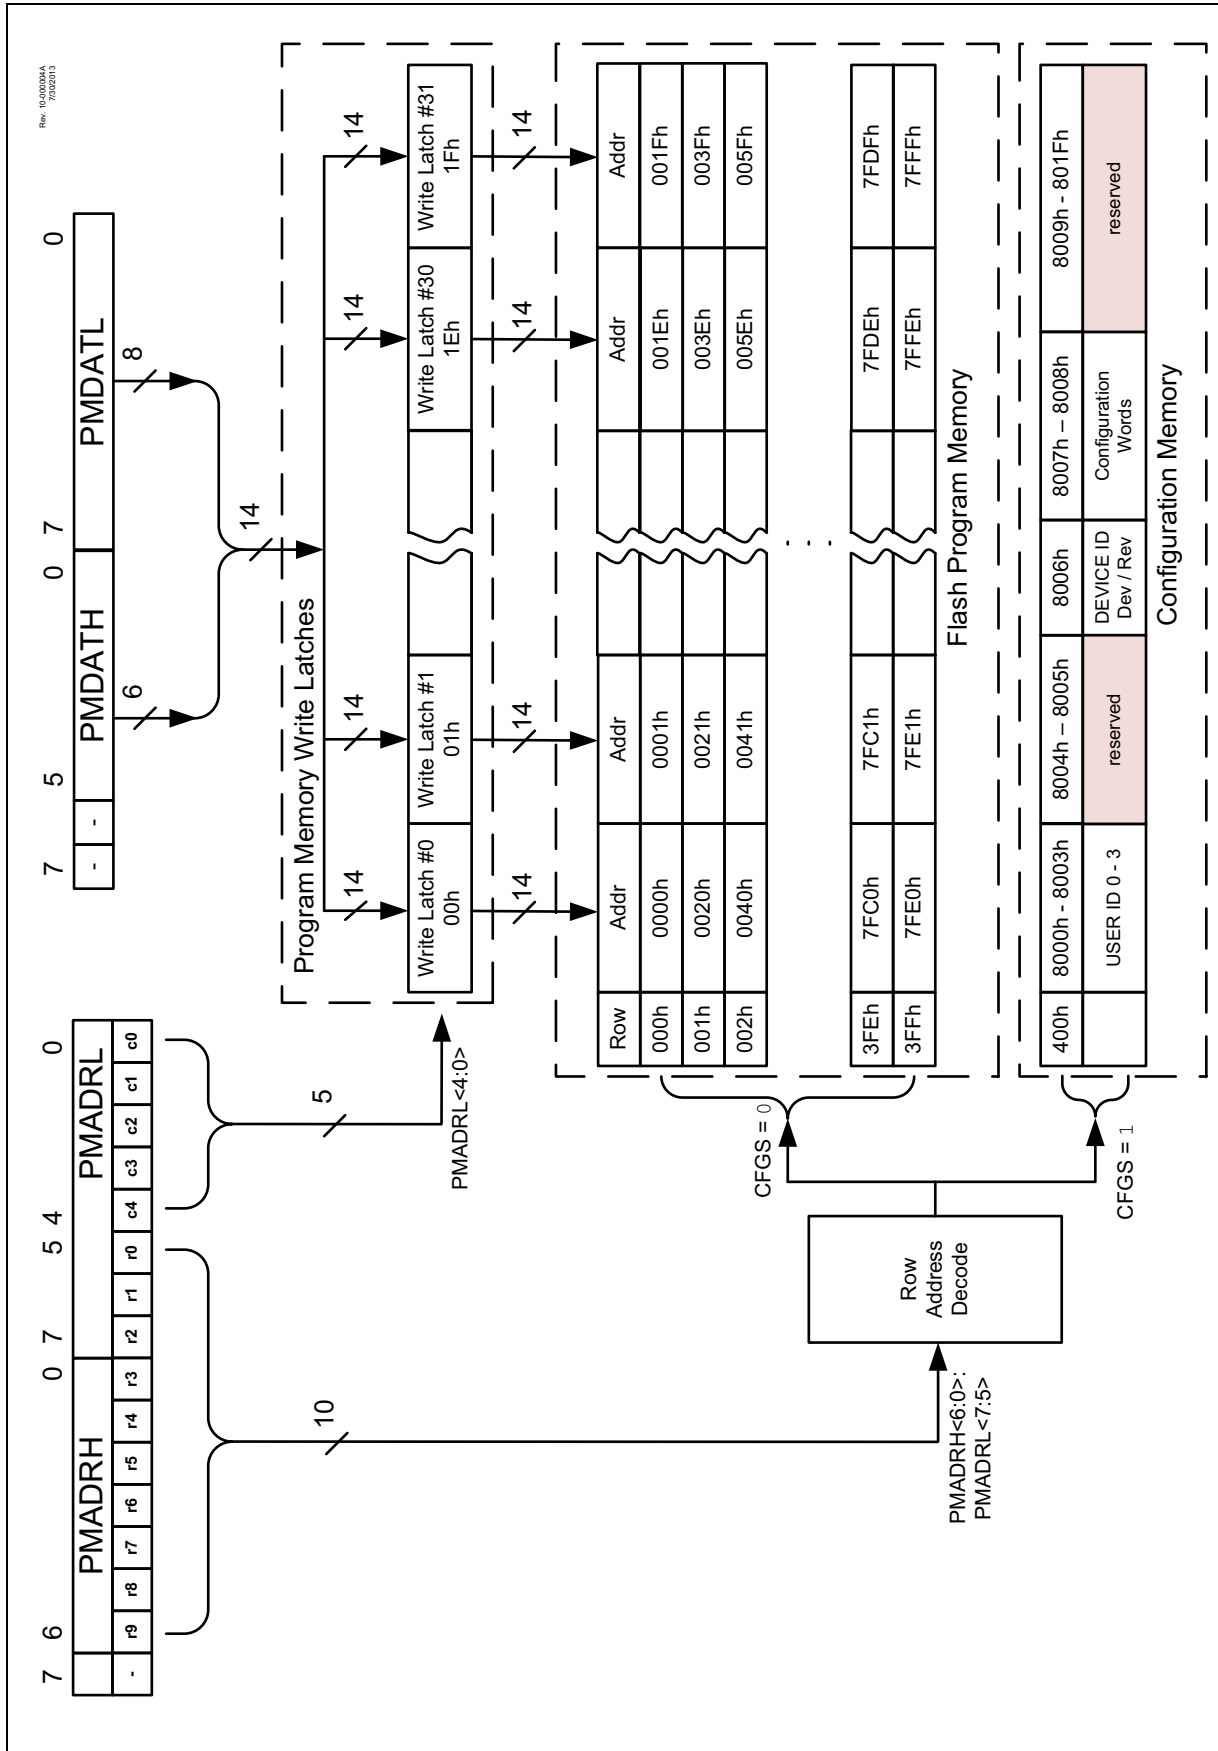 Rev. 10-000004A
7/30/2013
7 6 0 7 5 4 0
PMADRH PMADRL
- r9 r8 r7 r6 r5 r4 r3 r2 r1 r0 c4 c3 c2 c1 c0
7 5 0 7 0
- - PMDATH PMDATL
6 8
14
10
5
PMADRL<4:0>
Program Memory Write Latches
14 14 14 14
Write Latch #0 Write Latch #1 Write Latch #30 Write Latch #31
00h 01h 1Eh 1Fh
14 14 14 14
Row Addr Addr Addr Addr
000h 0000h 0001h 001Eh 001Fh
001h 0020h 0021h 003Eh 003Fh
002h 0040h 0041h 005Eh 005Fh
. . .
3FEh 7FC0h 7FC1h 7FDEh 7FDFh
3FFh 7FE0h 7FE1h 7FFEh 7FFFh
Flash Program Memory
PMADRH<6:0>:
PMADRL<7:5>
Row
Address
Decode
CFGS = 0
CFGS = 1
400h 8000h - 8003h 8004h – 8005h 8006h 8007h – 8008h 8009h - 801Fh
USER ID 0 - 3 reserved DEVICE ID Configuration reserved
Dev / Rev Words
Configuration Memory